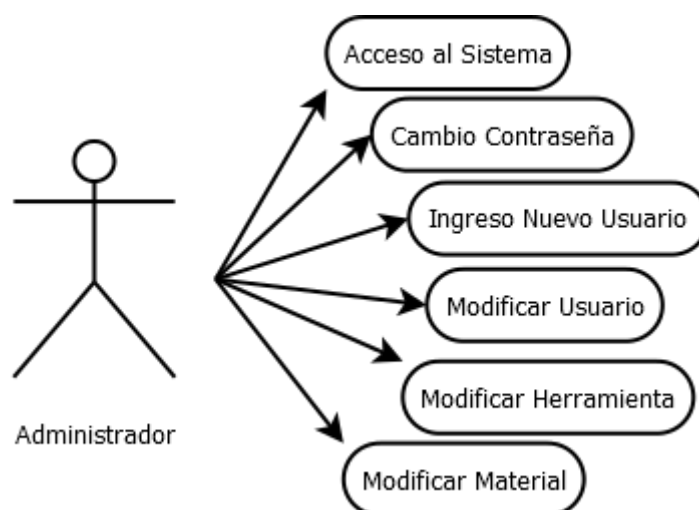 Acceso al Sistema
Cambio Contraseña
Ingreso Nuevo Usuario
Modificar Usuario
Modificar Herramienta
Modificar Material
Administrador